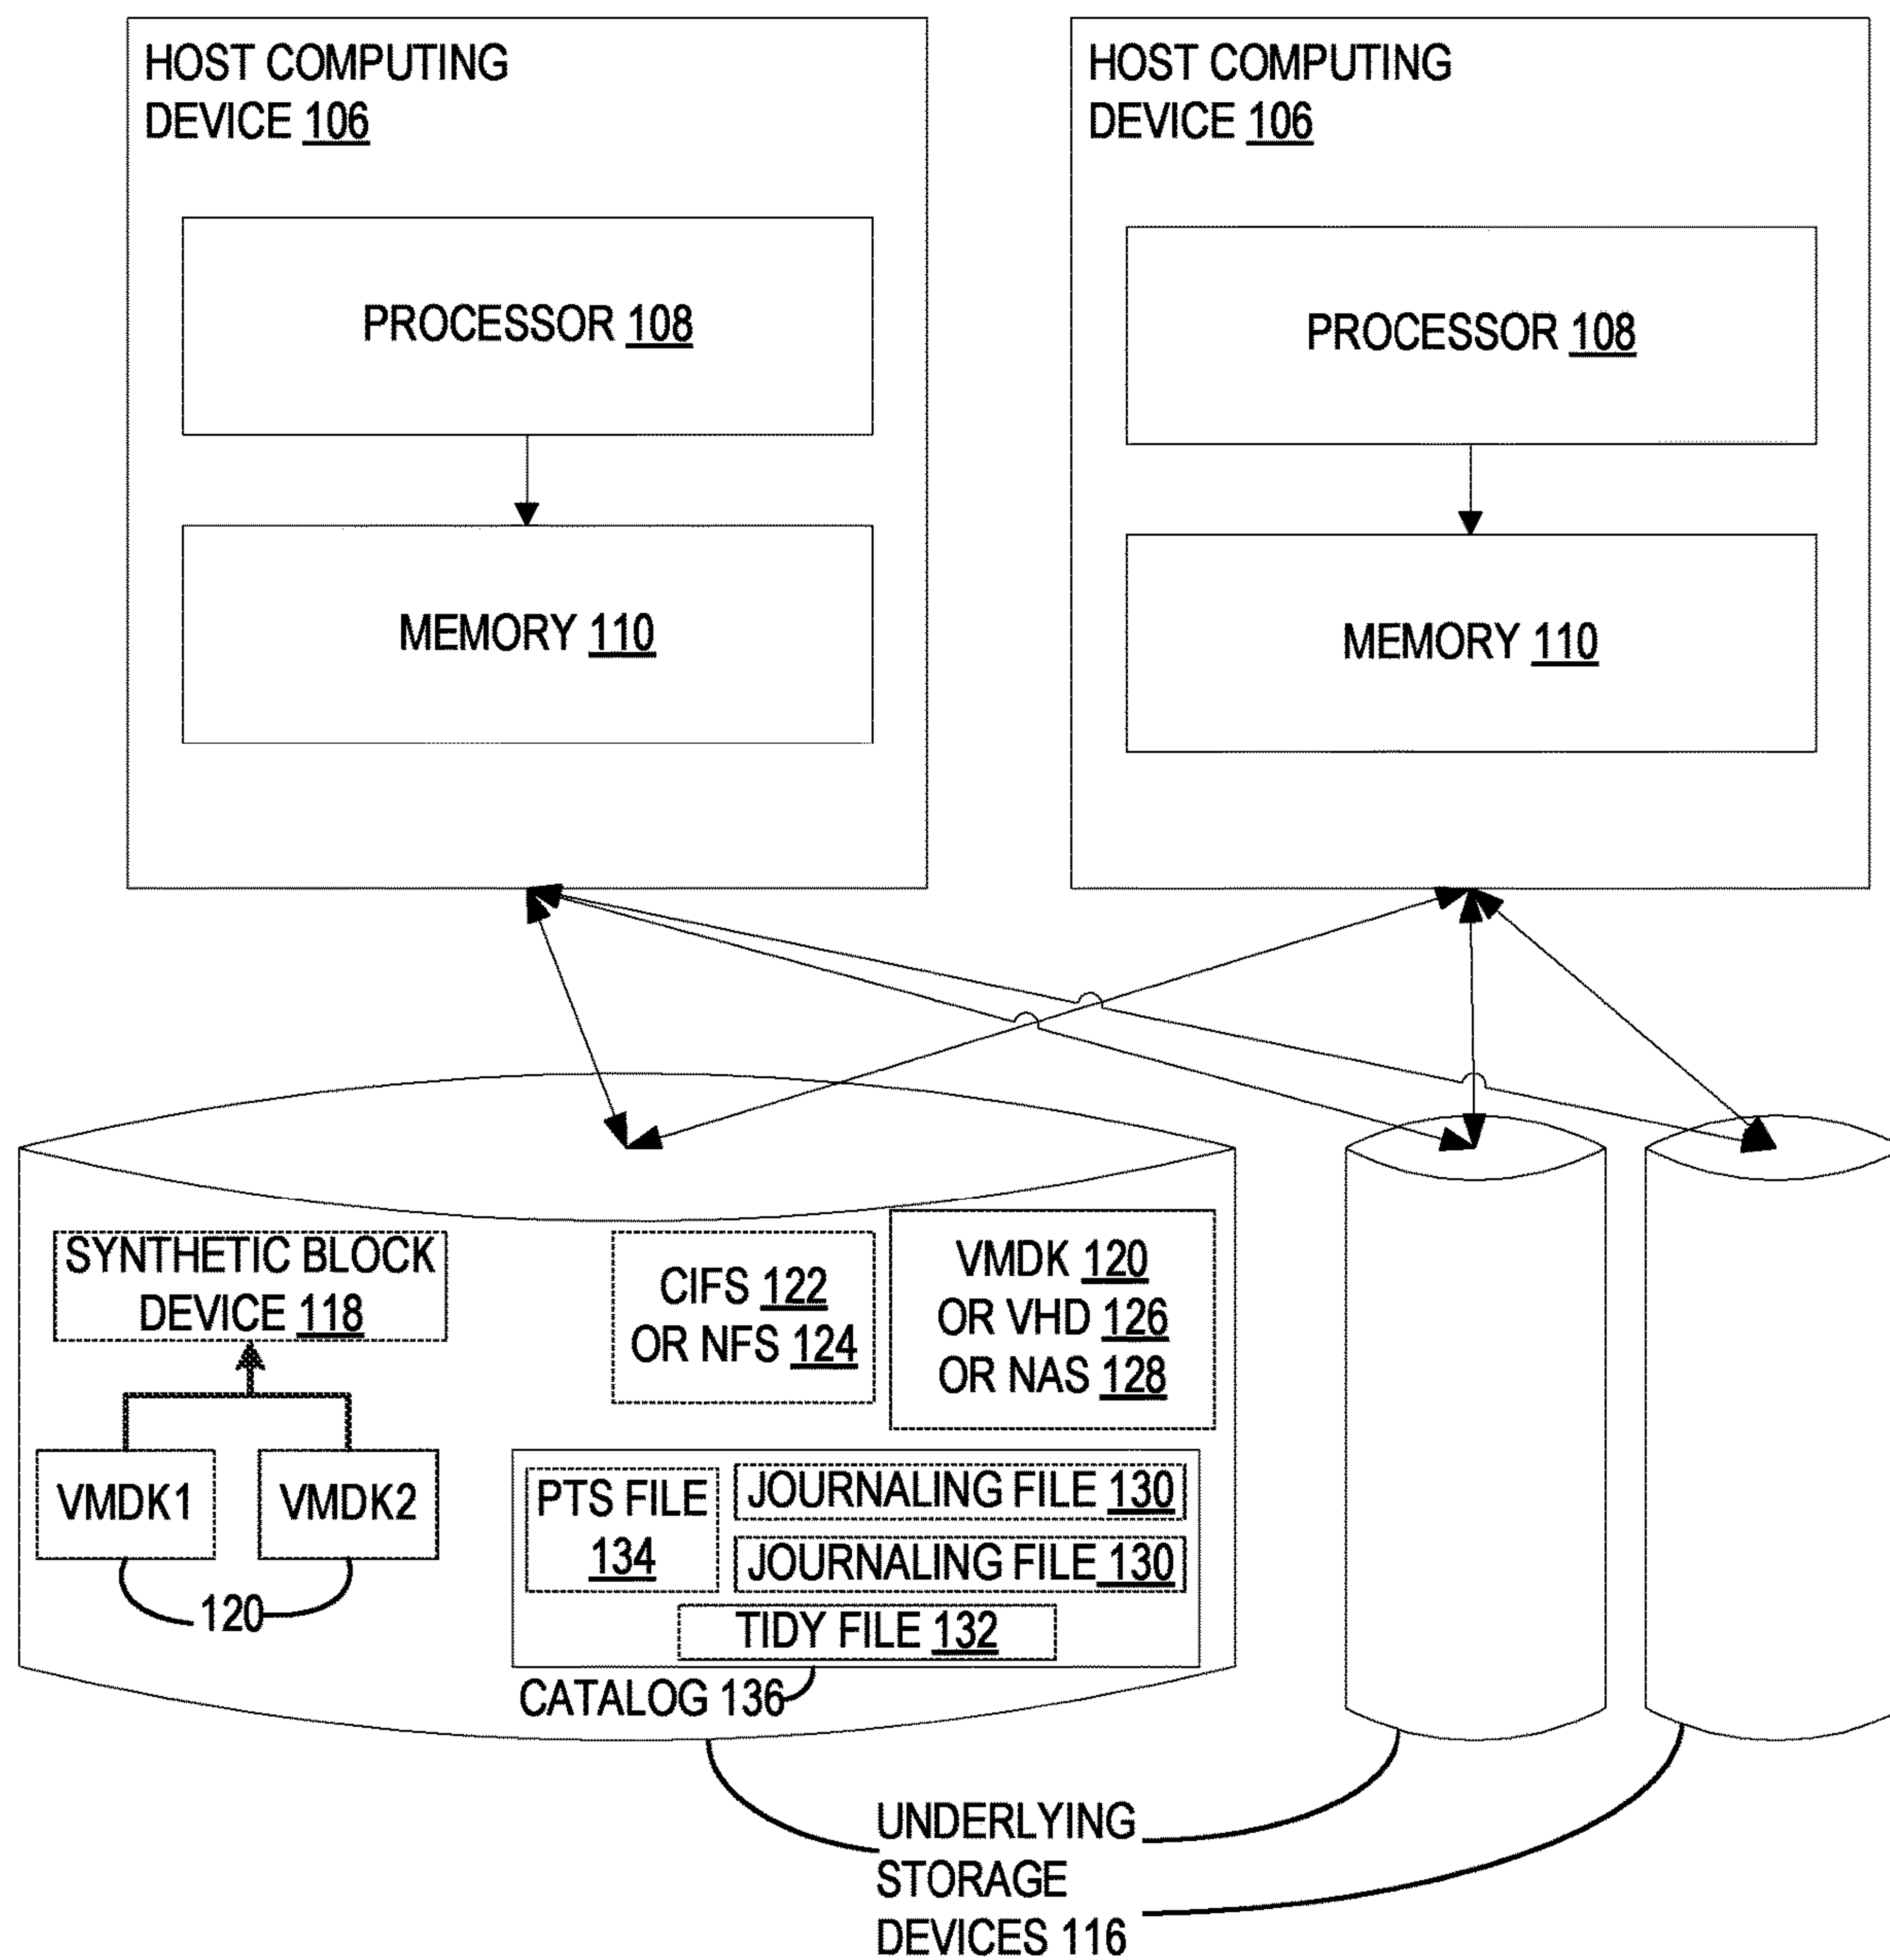 HOST COMPUTING
DEVICE 106
PROCESSOR 108
MEMORY 110
HOST COMPUTING
DEVICE 106
PROCESSOR 108
MEMORY 110
SYNTHETIC BLOCK
DEVICE 118
VMDK1
VMDK2
120
CIFS 122
OR NFS 124
VMDK 120
OR VHD 126
OR NAS 128
PTS FILE
134
JOURNALING FILE 130
JOURNALING FILE 130
TIDY FILE 132
CATALOG 136
UNDERLYING
STORAGE
DEVICES 116